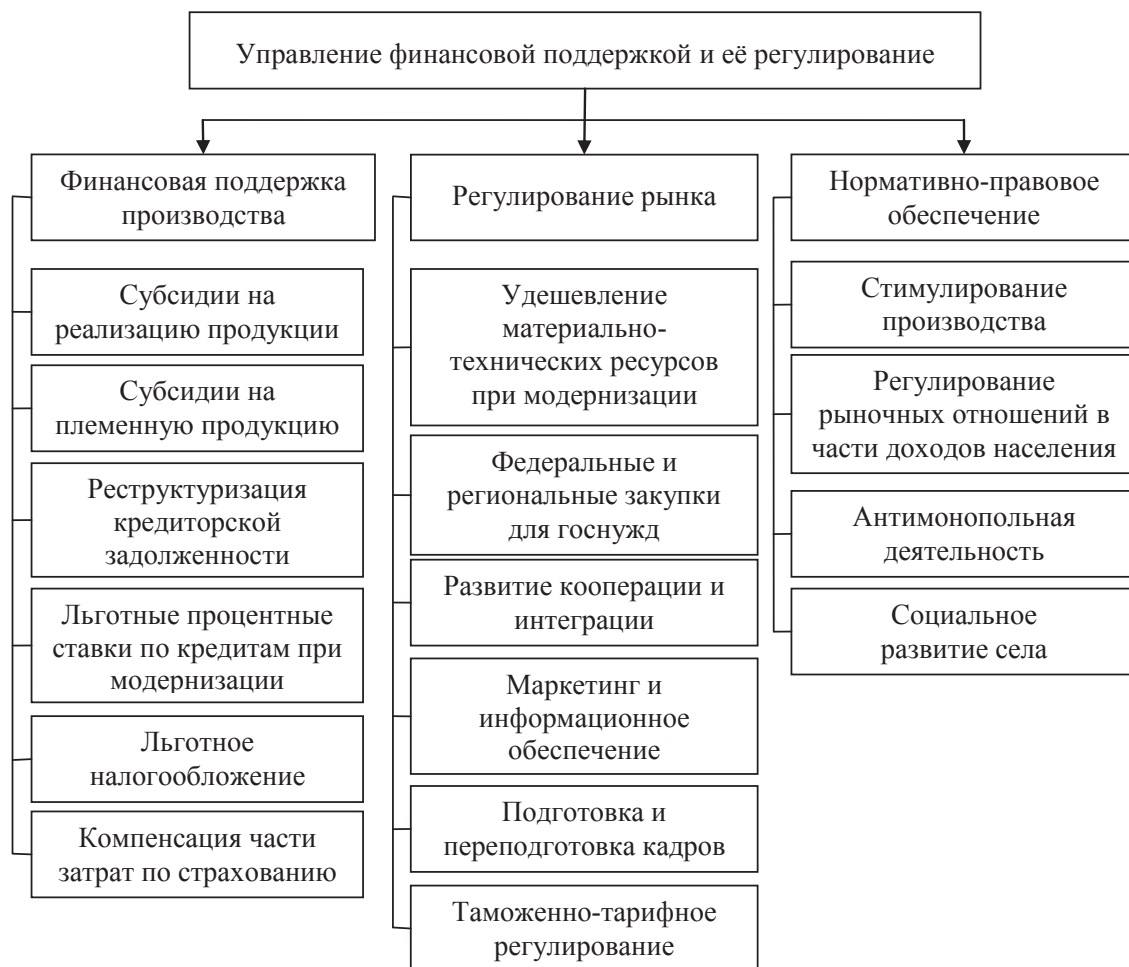 Управление финансовой поддержкой и её регулирование
Финансовая поддержка
производства
Субсидии на
реализацию продукции
Субсидии на
племенную продукцию
Реструктуризация
кредиторской
задолженности
Льготные процентные
ставки по кредитам при
модернизации
Льготное
налогообложение
Компенсация части
затрат по страхованию
Регулирование рынка
Удешевление
материально-
технических ресурсов
при модернизации
Федеральные и
региональные закупки
для госнужд
Развитие кооперации и
интеграции
Маркетинг и
информационное
обеспечение
Подготовка и
переподготовка кадров
Таможенно-тарифное
регулирование
Нормативно-правовое
обеспечение
Стимулирование
производства
Регулирование
рыночных отношений в
части доходов населения
Антимонопольная
деятельность
Социальное
развитие села